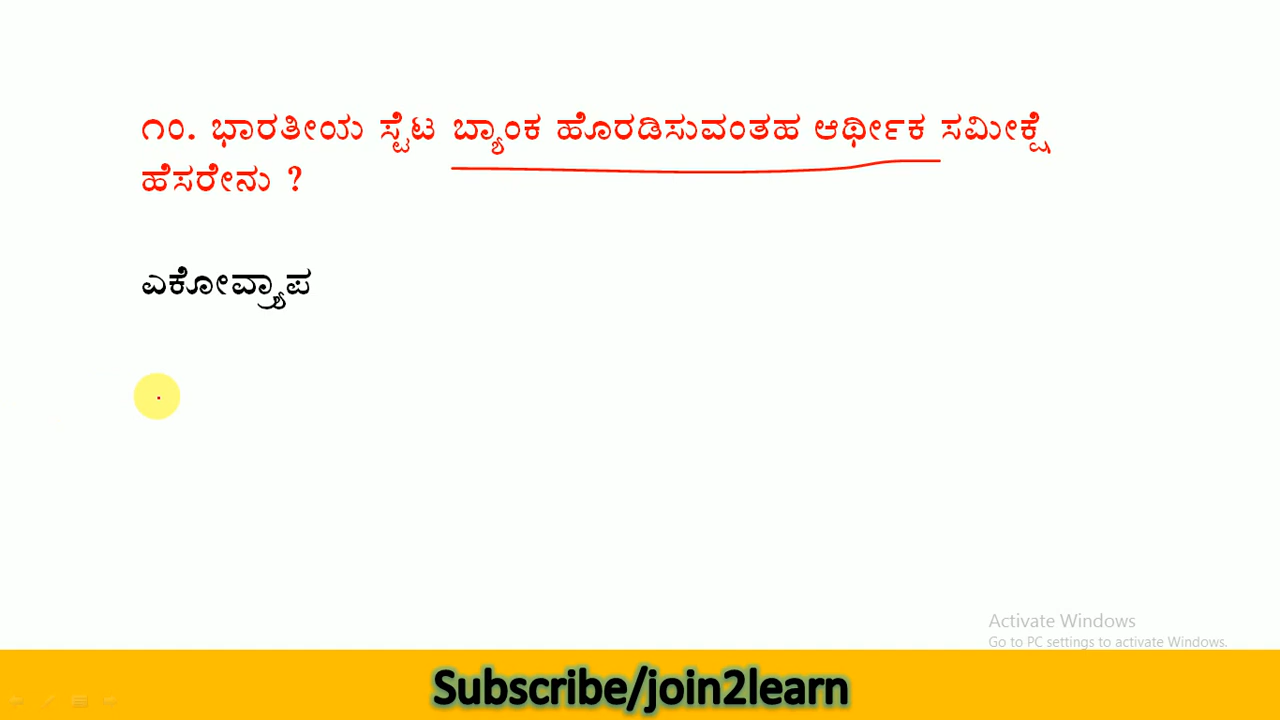 ೧೦. ಭಾರತೀಯ ಸ್ಟೆಟ ಬ್ಯಾಂಕ ಹೊರಡಿಸುವಂತಹ ಆರ್ಥೀಕ ಸಮೀಕ್ಷೆ
ಹೆಸರೇನು ?
ಎಕೋವ್ರ್ಯಾಪ
Activate Windows
Go to PC settings to activate Windows.
Subscribe/join2learn